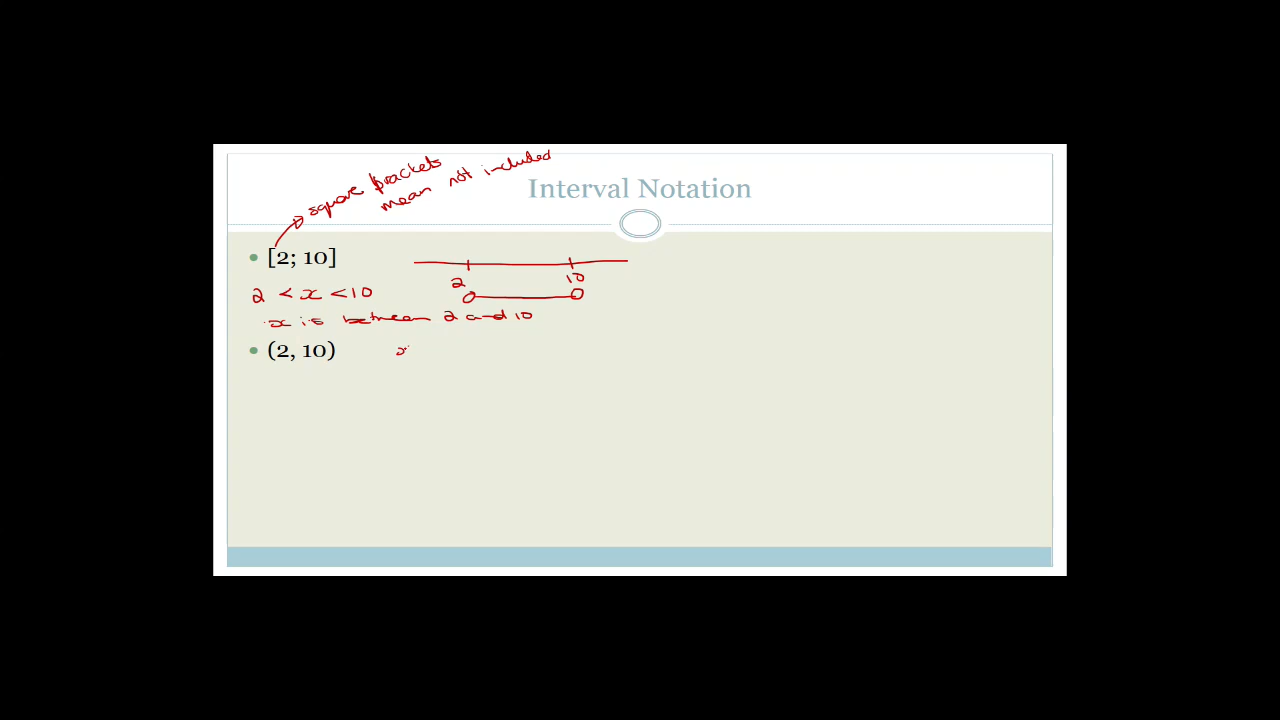 square brackets
mean not included
Interval Notation
[2; 10]
2 10
2 < x < 10
x is between 2 and 10
(2, 10) x